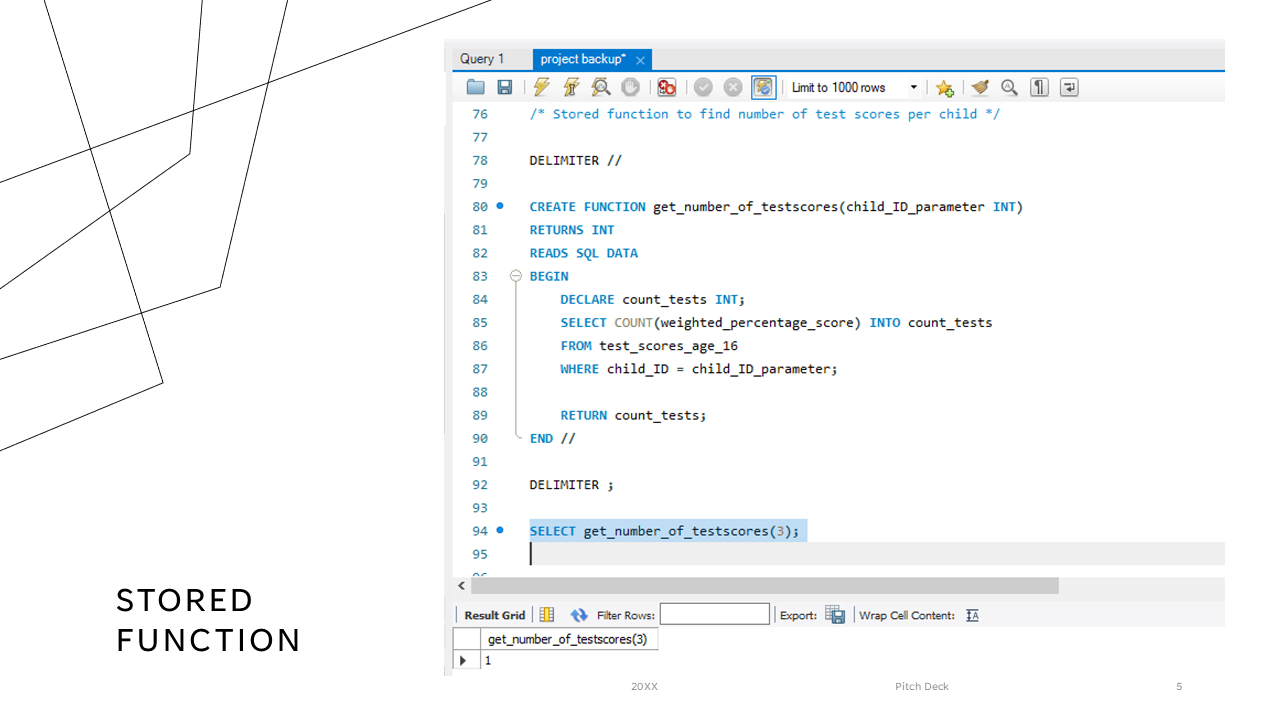 Query 1
project backup*
Limit to 1000 rows
76 /* Stored function to find number of test scores per child */
77
78 DELIMITER //
79
80 CREATE FUNCTION get_number_of_testscores(child_ID_parameter INT)
81 RETURNS INT
82 READS SQL DATA
83 BEGIN
84 DECLARE count_tests INT;
85 SELECT COUNT(weighted_percentage_score) INTO count_tests
86 FROM test_scores_age_16
87 WHERE child_ID = child_ID_parameter;
88
89 RETURN count_tests;
90 END //
91
92 DELIMITER ;
93
94 SELECT get_number_of_testscores(3);
95
Result Grid Filter Rows: Export: Wrap Cell Content:
get_number_of_testscores(3)
1
STORED
FUNCTION
20XX Pitch Deck 5